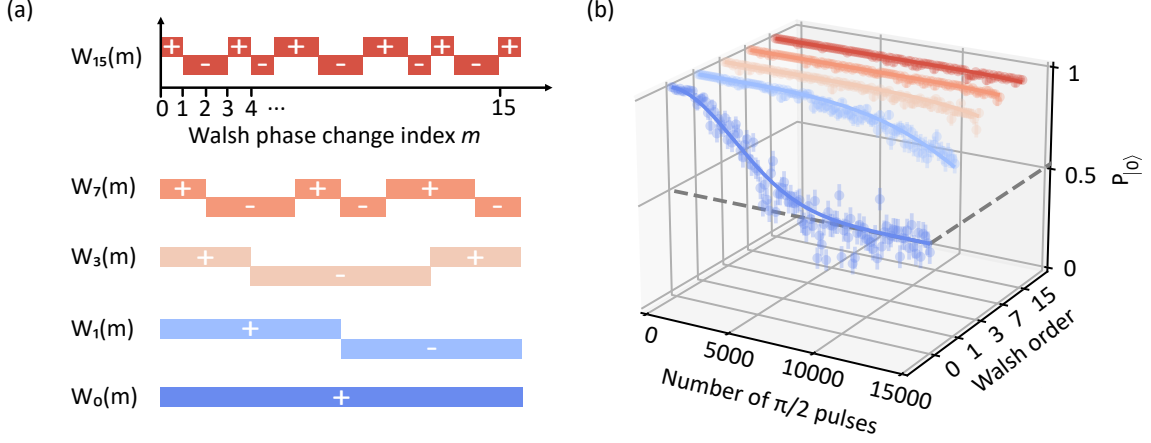 (a)
W₁₅(m)
+ - + - + - + - + - +
0 1 2 3 4 ... 15
Walsh phase change index m
W₇(m)
+ - + - + -
W₃(m)
+ - +
W₁(m)
+ -
W₀(m)
+
(b)
1
0.5
0
P|0⟩
0 5000 10000 15000
Number of π/2 pulses
0 1 3 7 15
Walsh order